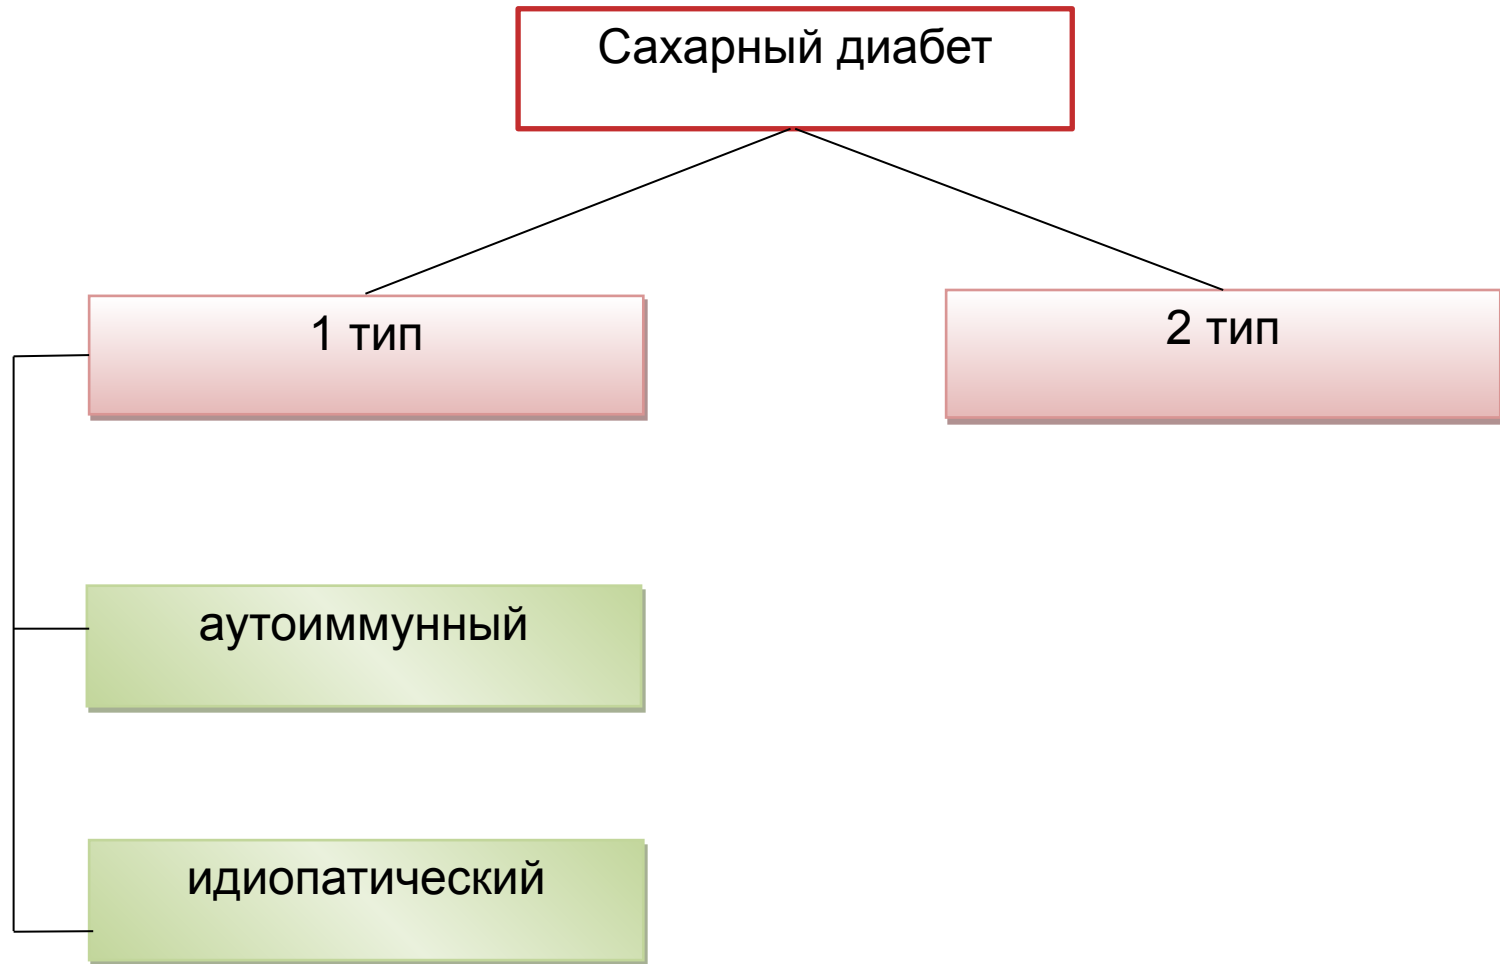 Сахарный диабет
1 тип
2 тип
аутоиммунный
идиопатический